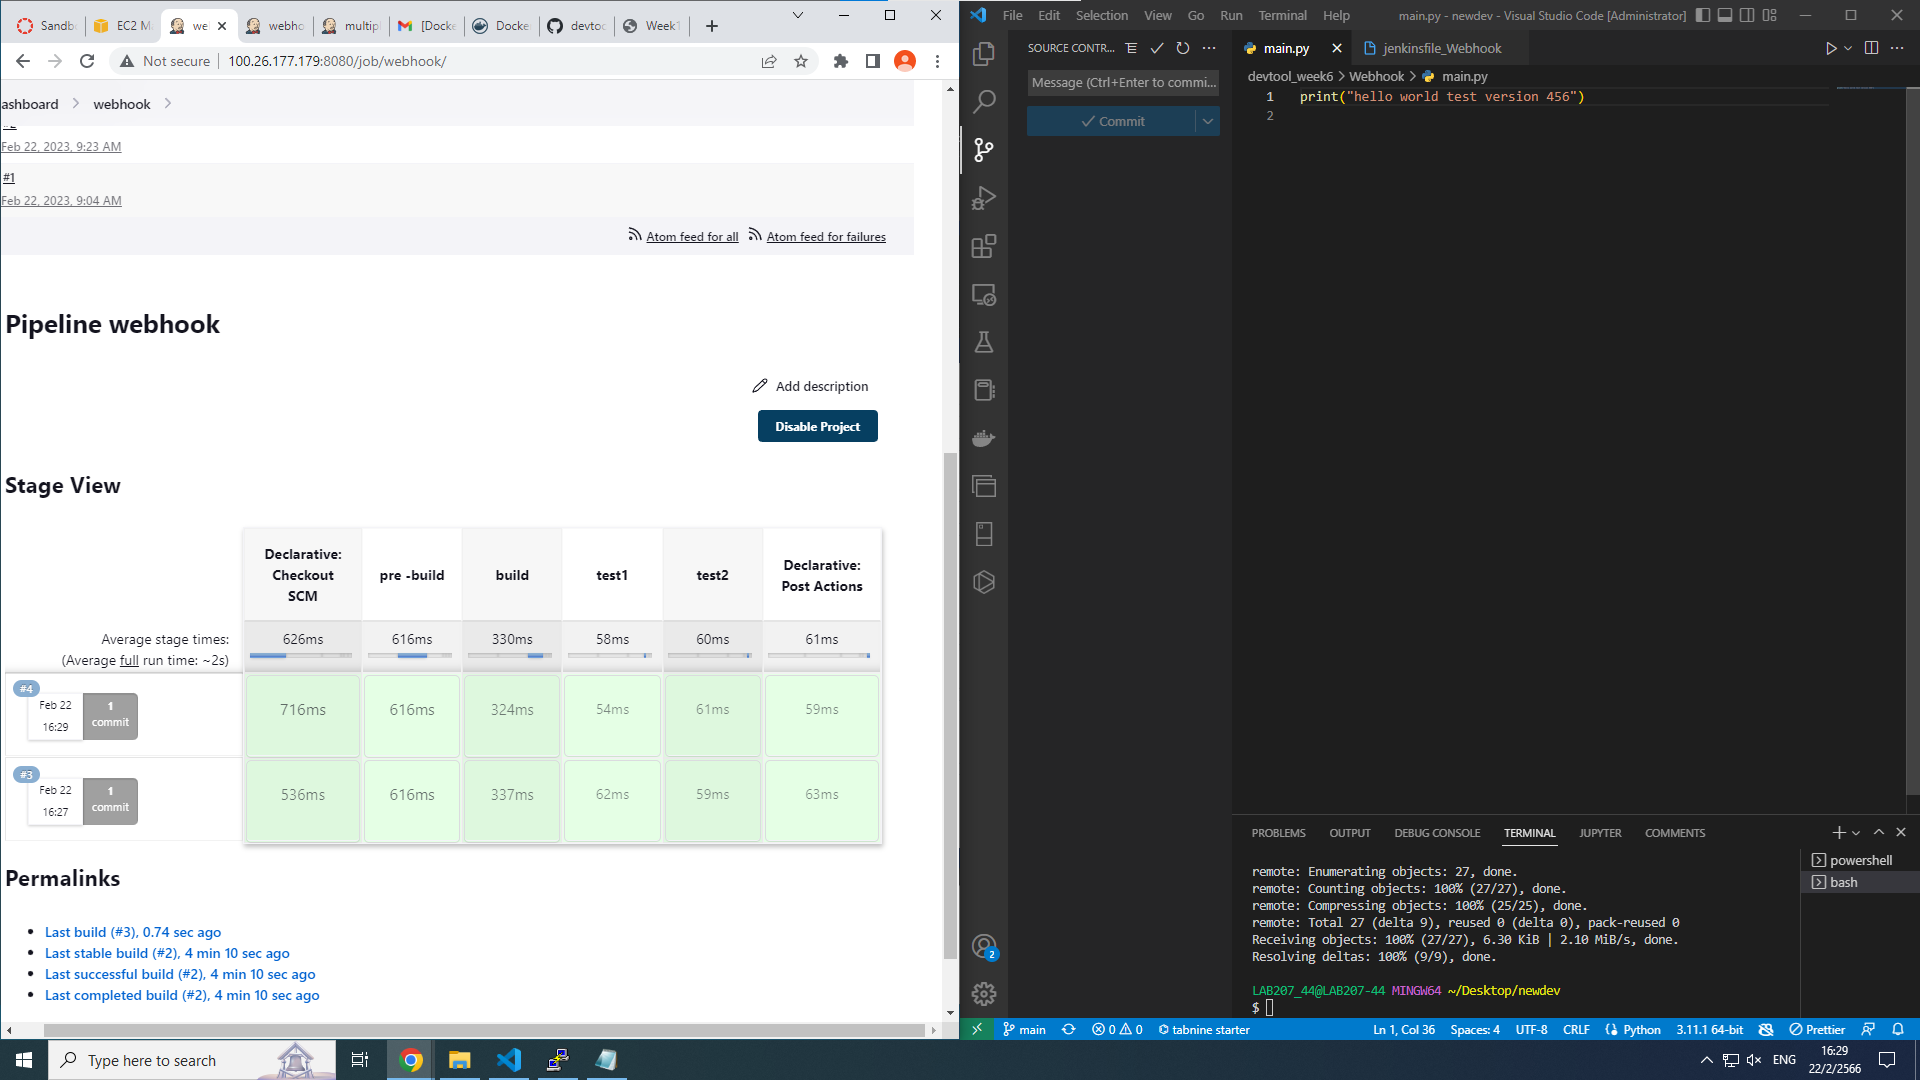 Sandb
EC2 M
we
webho
multip
[Docke
Docke
devtoc
Week1
Not secure
100.26.177.179:8080/job/webhook/
ashboard
webhook
#2
Feb 22, 2023, 9:23 AM
#1
Feb 22, 2023, 9:04 AM
Atom feed for all
Atom feed for failures
Pipeline webhook
Add description
Disable Project
Stage View
Declarative: Checkout SCM
pre -build
build
test1
test2
Declarative: Post Actions
Average stage times:
626ms
616ms
330ms
58ms
60ms
61ms
(Average full run time: ~2s)
#4
Feb 22
16:29
1
commit
716ms
616ms
324ms
54ms
61ms
59ms
#3
Feb 22
16:27
1
commit
536ms
616ms
337ms
62ms
59ms
63ms
Permalinks
Last build (#3), 0.74 sec ago
Last stable build (#2), 4 min 10 sec ago
Last successful build (#2), 4 min 10 sec ago
Last completed build (#2), 4 min 10 sec ago
File Edit Selection View Go Run Terminal Help
main.py - newdev - Visual Studio Code [Administrator]
SOURCE CONTR...
Message (Ctrl+Enter to commi...
Commit
main.py
jenkinsfile_Webhook
devtool_week6 > Webhook > main.py
1 print("hello world test version 456")
2
PROBLEMS OUTPUT DEBUG CONSOLE TERMINAL JUPYTER COMMENTS
powershell
bash
remote: Enumerating objects: 27, done.
remote: Counting objects: 100% (27/27), done.
remote: Compressing objects: 100% (25/25), done.
remote: Total 27 (delta 9), reused 0 (delta 0), pack-reused 0
Receiving objects: 100% (27/27), 6.30 KiB | 2.10 MiB/s, done.
Resolving deltas: 100% (9/9), done.
LAB207_44@LAB207-44 MINGW64 ~/Desktop/newdev
$
2
main
0
0
tabnine starter
Ln 1, Col 36
Spaces: 4
UTF-8
CRLF
Python
3.11.1 64-bit
Prettier
Type here to search
ENG
16:29
22/2/2566